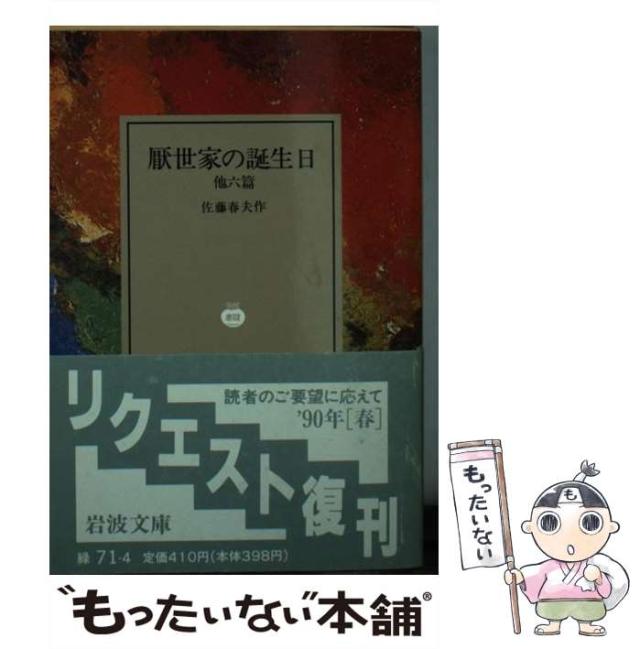 厭世家の誕生日
他六篇
佐藤春夫作
読者のご要望に応えて
'90年[春]
リクエスト復刊
岩波文庫
緑 71-4 定価410円(本体398円)
"もったいない"本舗®
もったいない
も